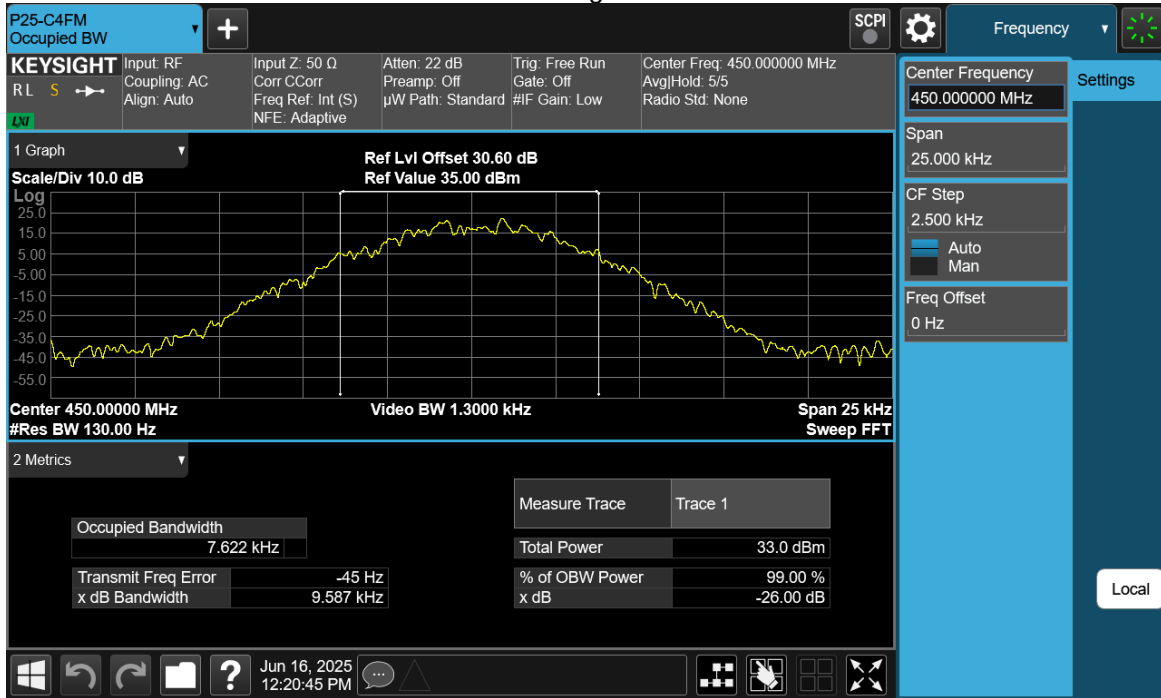 P25-C4FM
Occupied BW
+
SCPI
Frequency
KEYSIGHT
R L S
LXI
Input: RF
Coupling: AC
Align: Auto
Input Z: 50 Ω
Corr CCorr
Freq Ref: Int (S)
NFE: Adaptive
Atten: 22 dB
Preamp: Off
µW Path: Standard
Trig: Free Run
Gate: Off
#IF Gain: Low
Center Freq: 450.000000 MHz
Avg|Hold: 5/5
Radio Std: None
Center Frequency
450.000000 MHz
Settings
Span
25.000 kHz
CF Step
2.500 kHz
Auto
Man
Freq Offset
0 Hz
Local
1 Graph
Scale/Div 10.0 dB
Ref Lvl Offset 30.60 dB
Ref Value 35.00 dBm
Log
25.0
15.0
5.00
-5.00
-15.0
-25.0
-35.0
-45.0
-55.0
Center 450.00000 MHz
#Res BW 130.00 Hz
Video BW 1.3000 kHz
Span 25 kHz
Sweep FFT
2 Metrics
Measure Trace Trace 1
Occupied Bandwidth
7.622 kHz
Total Power 33.0 dBm
Transmit Freq Error -45 Hz
% of OBW Power 99.00 %
x dB Bandwidth 9.587 kHz
x dB -26.00 dB
?
Jun 16, 2025
12:20:45 PM